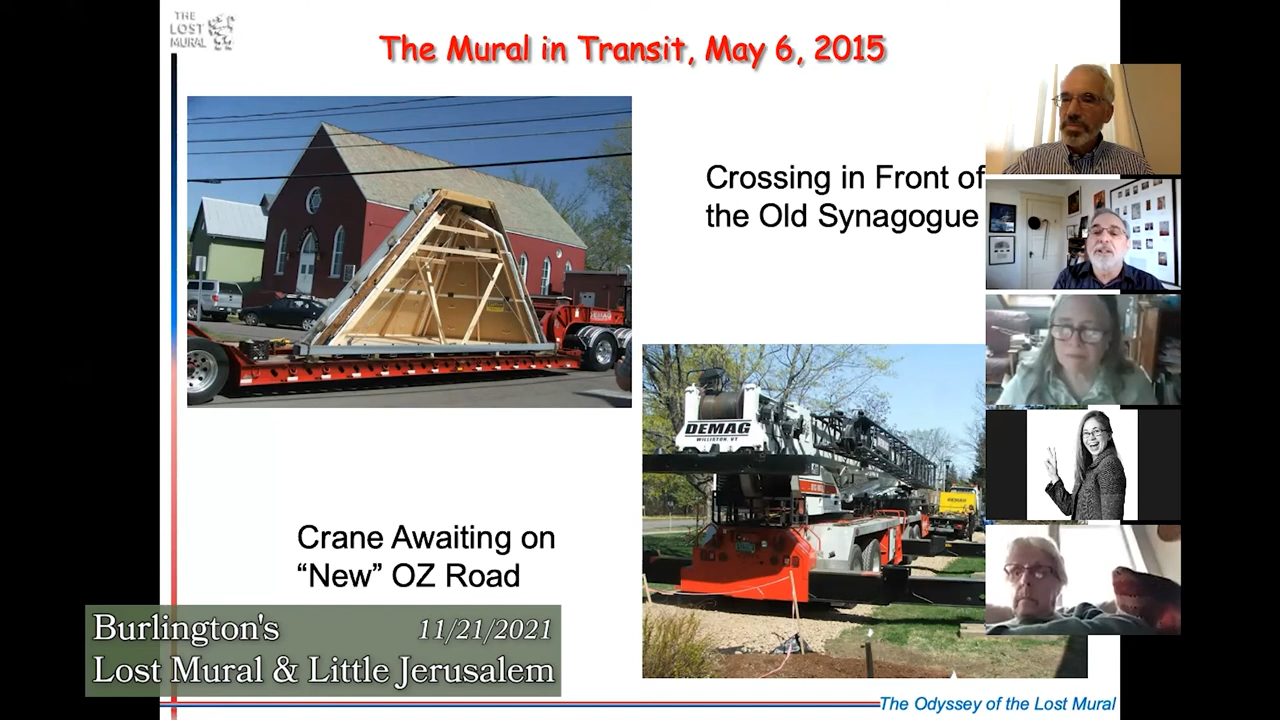 THE
LOST
MURAL
The Mural in Transit, May 6, 2015
Crossing in Front of
the Old Synagogue
DEMAG
WILLISTON, VT
Crane Awaiting on
“New” OZ Road
Burlington's 11/21/2021
Lost Mural & Little Jerusalem
The Odyssey of the Lost Mural